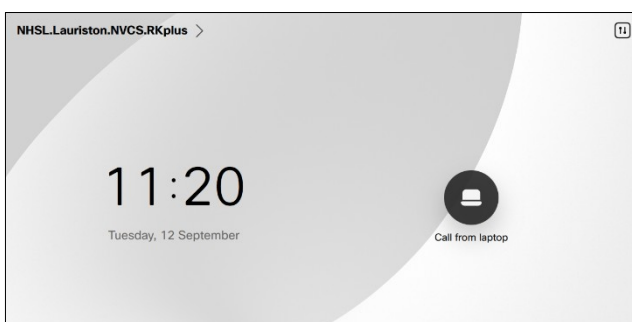 NHSL.Lauriston.NVCS.RKplus
11:20
Tuesday, 12 September
Call from laptop